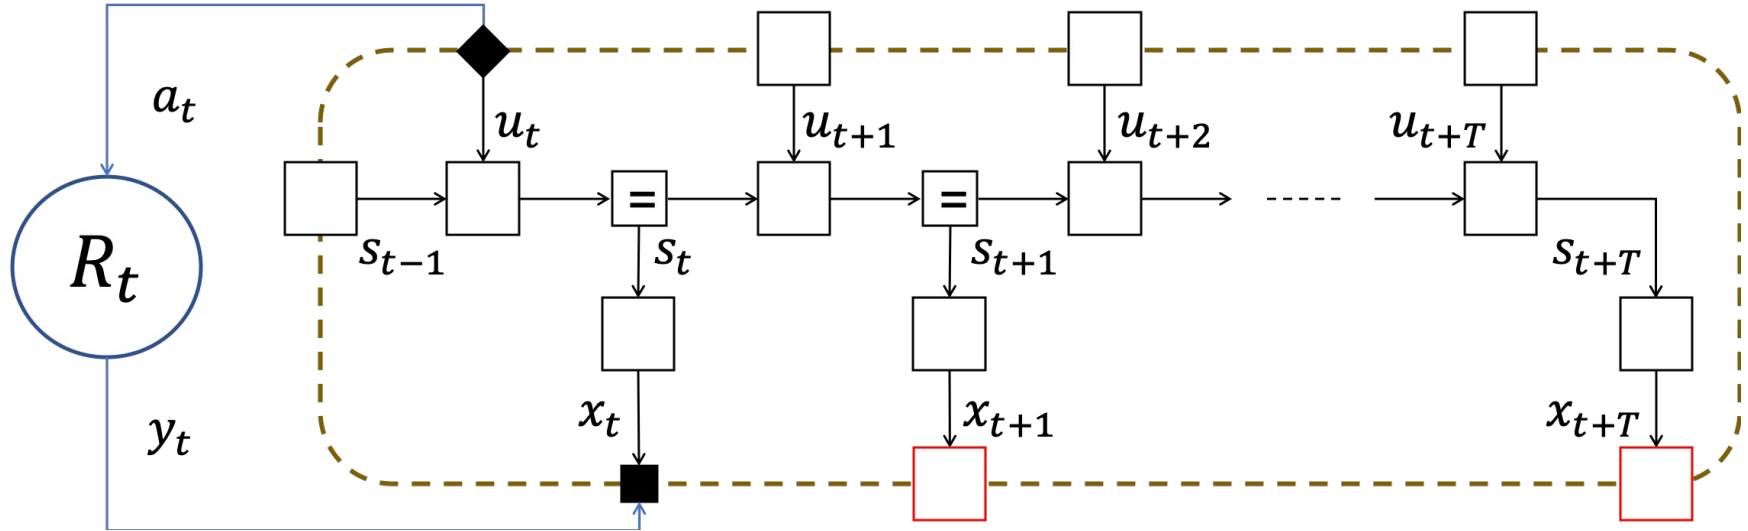 a_t
u_t
u_{t+1}
u_{t+2}
u_{t+T}
R_t
=
=
s_{t-1}
s_t
s_{t+1}
s_{t+T}
y_t
x_t
x_{t+1}
x_{t+T}